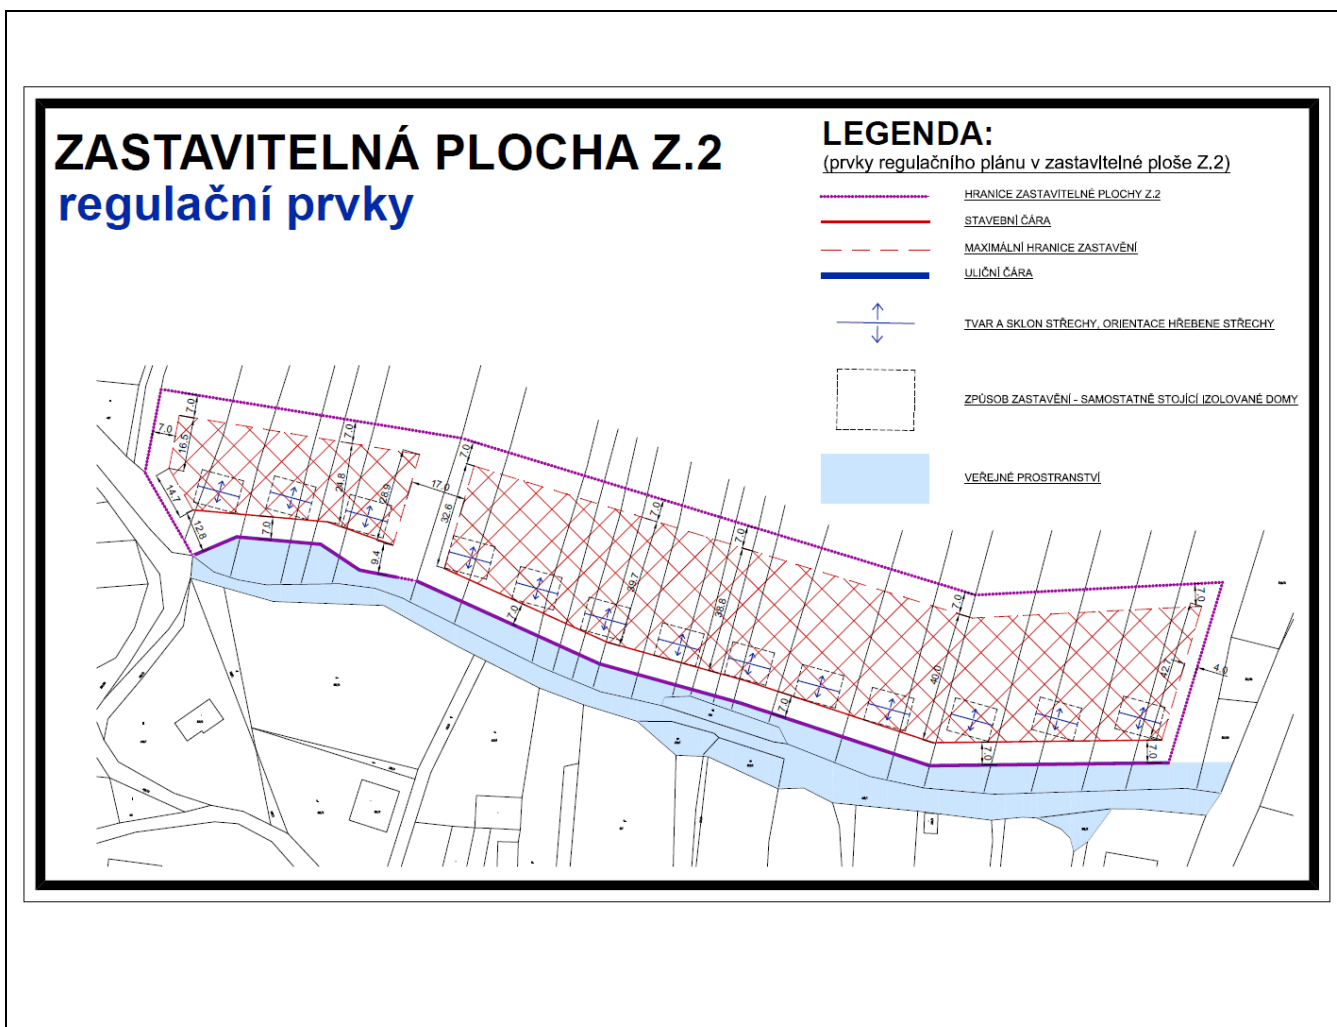 ZASTAVITELNÁ PLOCHA Z.2
regulační prvky
LEGENDA:
(prvky regulačního plánu v zastavitelné ploše Z.2)
HRANICE ZASTAVITELNÉ PLOCHY Z.2
STAVEBNÍ ČÁRA
MAXIMÁLNÍ HRANICE ZASTAVĚNÍ
ULIČNÍ ČÁRA
TVAR A SKLON STŘECHY, ORIENTACE HŘEBENE STŘECHY
ZPŮSOB ZASTAVĚNÍ - SAMOSTATNĚ STOJÍCÍ IZOLOVANÉ DOMY
VEŘEJNÉ PROSTRANSTVÍ
7.0
7.0
16.5
14.7
12.8
7.0
7.0
24.8
28.9
9.4
17.0
7.0
32.6
7.0
7.0
39.7
7.0
38.8
7.0
7.0
40.0
7.0
7.0
42.7
4.0
7.0